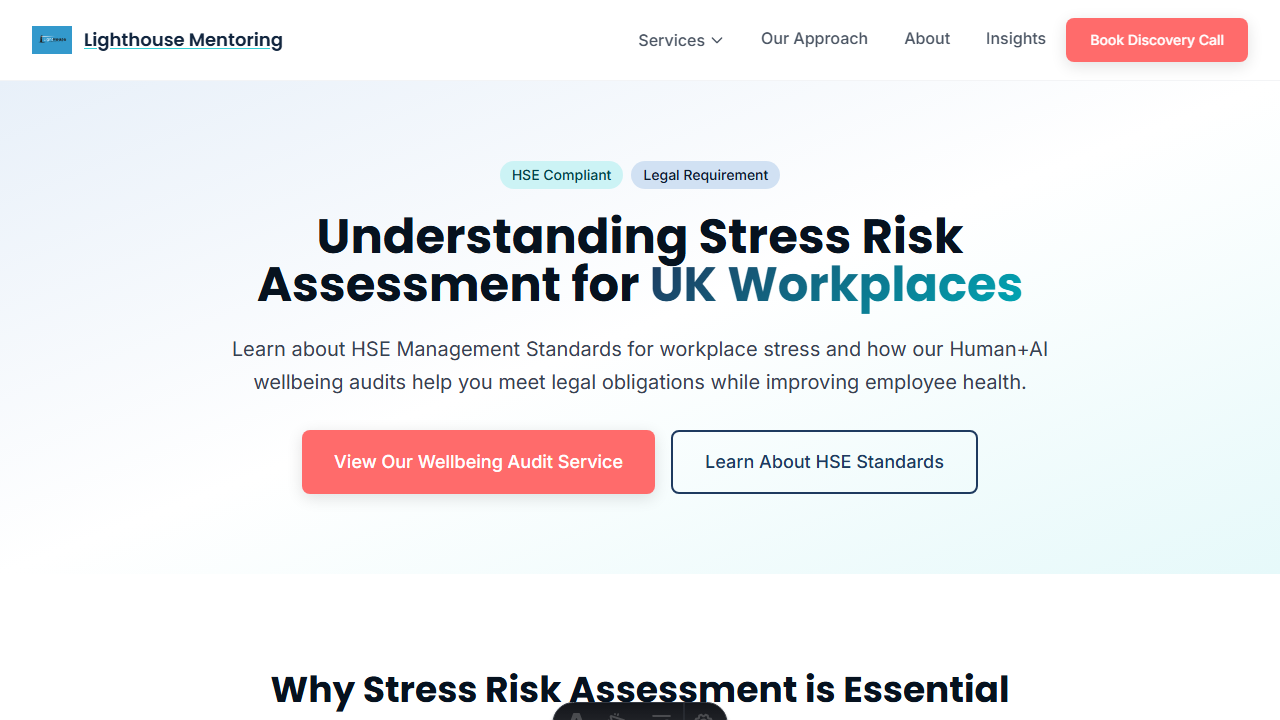 Lighthouse Mentoring
Services
Our Approach
About
Insights
Book Discovery Call
HSE Compliant
Legal Requirement
Understanding Stress Risk
Assessment for UK Workplaces
Learn about HSE Management Standards for workplace stress and how our Human+AI
wellbeing audits help you meet legal obligations while improving employee health.
View Our Wellbeing Audit Service
Learn About HSE Standards
Why Stress Risk Assessment is Essential